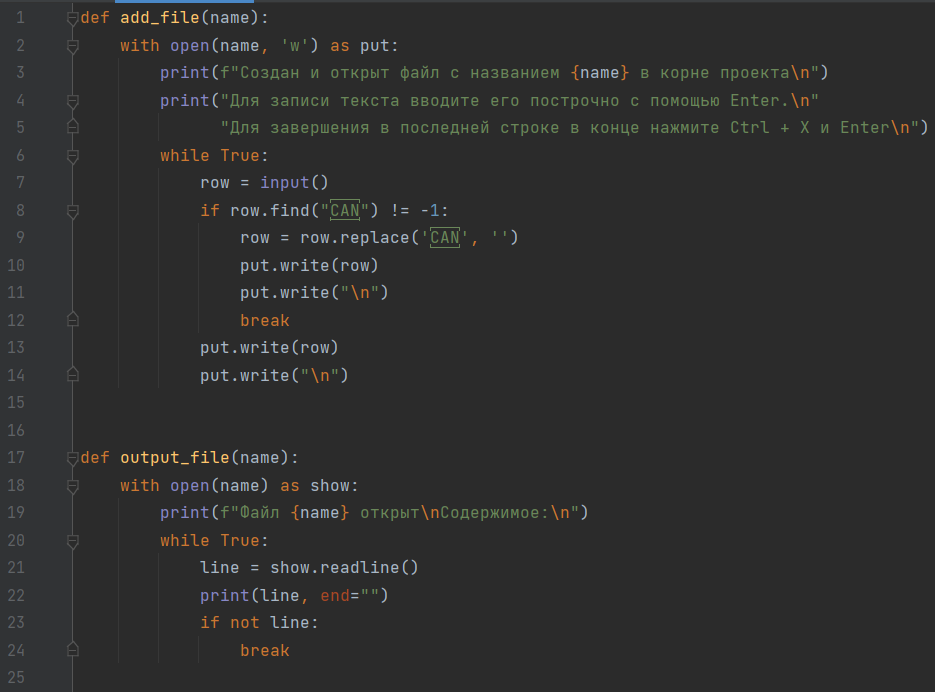 1 def add_file(name):
2     with open(name, 'w') as put:
3         print(f"Создан и открыт файл с названием {name} в корне проекта\n")
4         print("Для записи текста вводите его построчно с помощью Enter.\n"
5               "Для завершения в последней строке в конце нажмите Ctrl + X и Enter\n")
6         while True:
7             row = input()
8             if row.find("CAN") != -1:
9                 row = row.replace('CAN', '')
10                 put.write(row)
11                 put.write("\n")
12                 break
13             put.write(row)
14             put.write("\n")
15
16
17 def output_file(name):
18     with open(name) as show:
19         print(f"Файл {name} открыт\nСодержимое:\n")
20         while True:
21             line = show.readline()
22             print(line, end="")
23             if not line:
24                 break
25